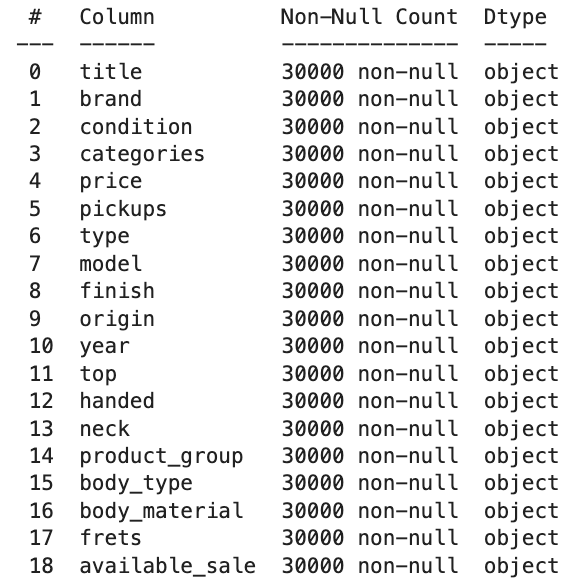 #   Column          Non-Null Count  Dtype
---  ------          --------------  -----
0   title           30000 non-null  object
1   brand           30000 non-null  object
2   condition       30000 non-null  object
3   categories      30000 non-null  object
4   price           30000 non-null  object
5   pickups         30000 non-null  object
6   type            30000 non-null  object
7   model           30000 non-null  object
8   finish          30000 non-null  object
9   origin          30000 non-null  object
10  year            30000 non-null  object
11  top             30000 non-null  object
12  handed          30000 non-null  object
13  neck            30000 non-null  object
14  product_group   30000 non-null  object
15  body_type       30000 non-null  object
16  body_material   30000 non-null  object
17  frets           30000 non-null  object
18  available_sale  30000 non-null  object